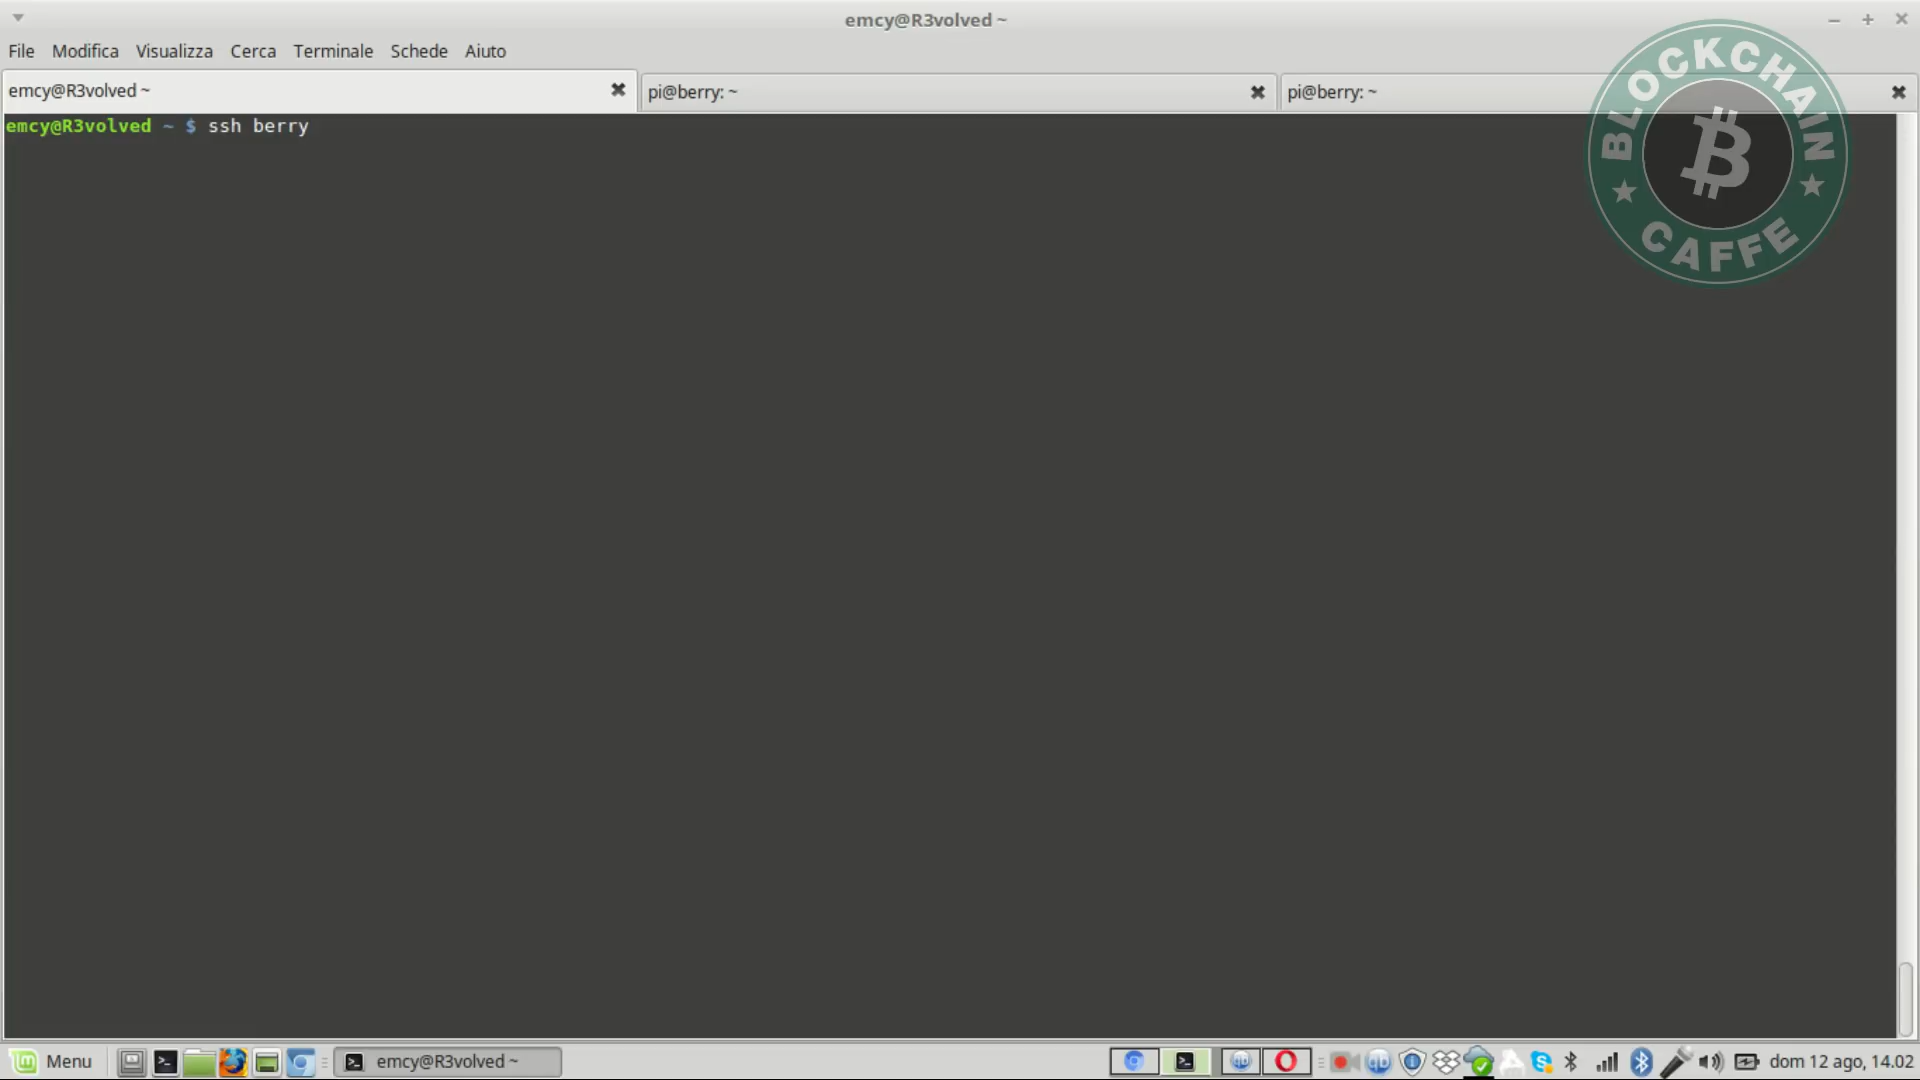 emcy@R3volved ~
File Modifica Visualizza Cerca Terminale Schede Aiuto
emcy@R3volved ~
pi@berry: ~
pi@berry: ~
emcy@R3volved ~ $ ssh berry
BLOCKCHAIN
CAFFE
Menu
emcy@R3volved ~
dom 12 ago, 14.02